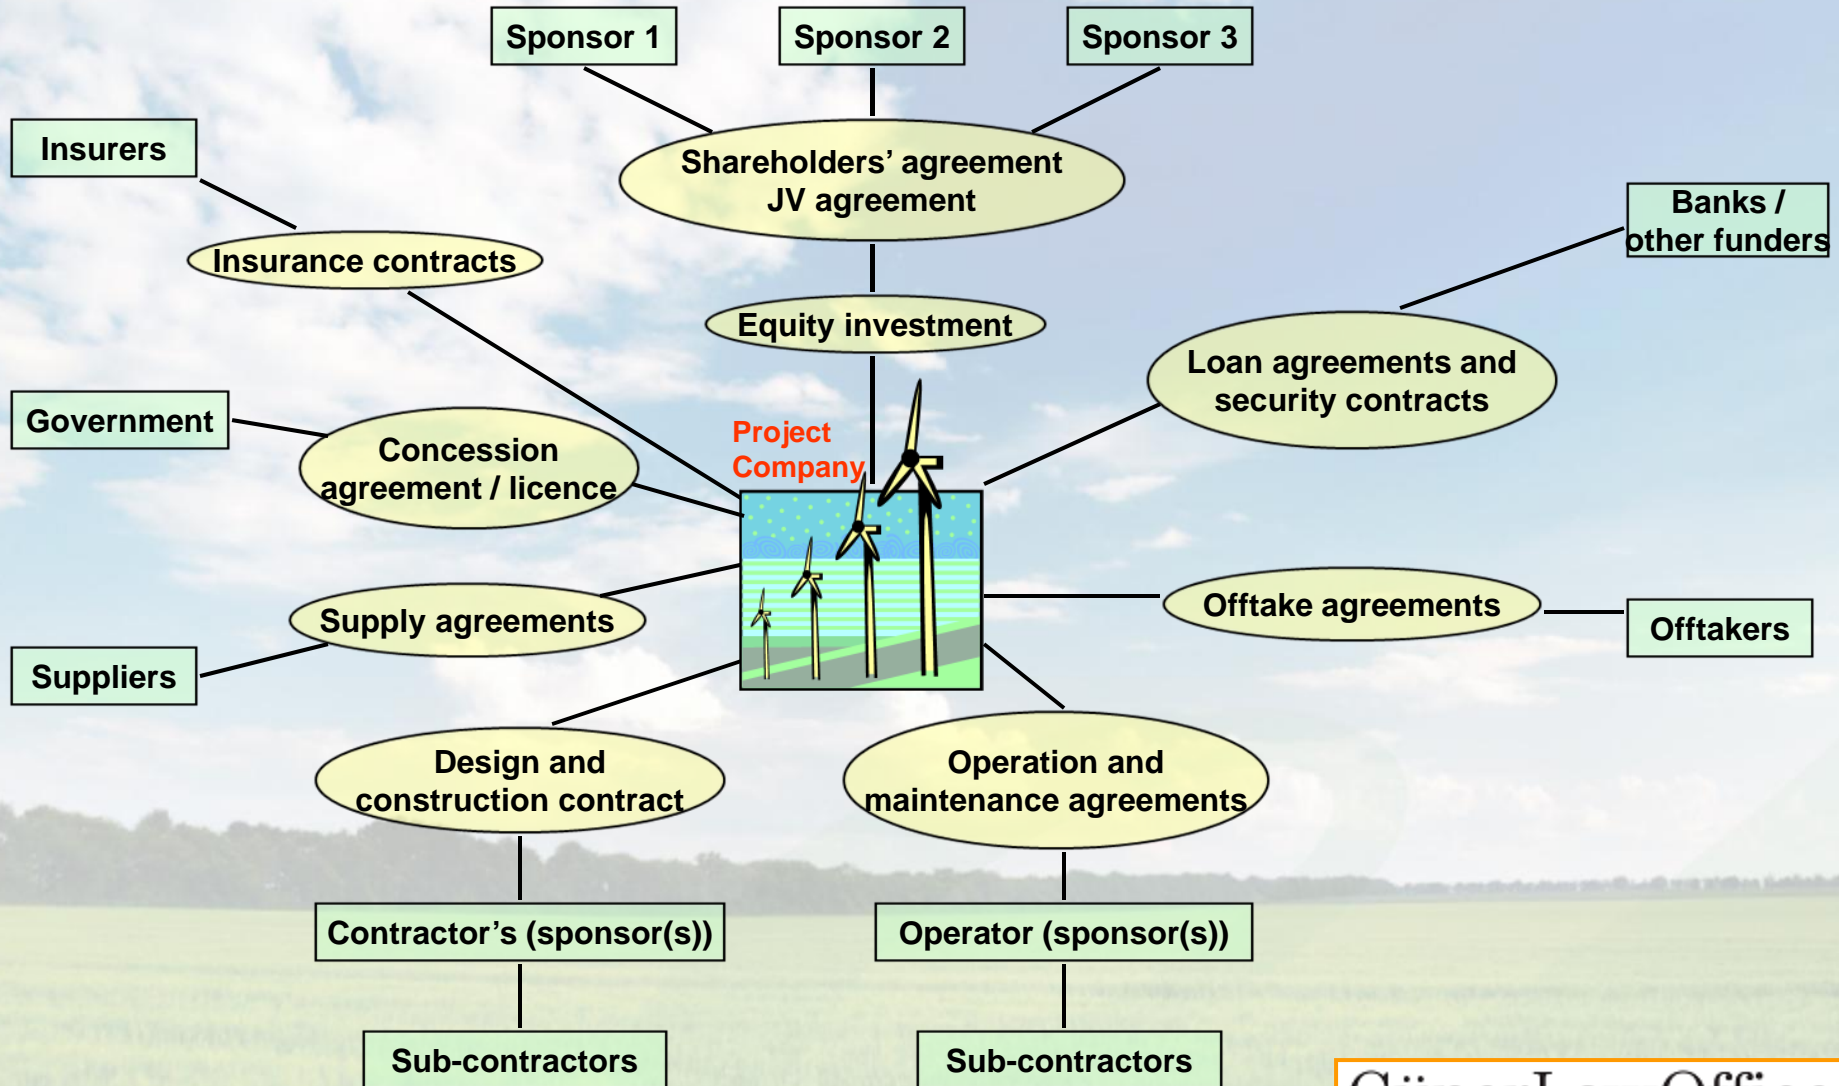 Sponsor 1
Sponsor 2
Sponsor 3
Insurers
Shareholders’ agreement
JV agreement
Banks /
other funders
Insurance contracts
Equity investment
Loan agreements and
security contracts
Government
Concession
agreement / licence
Project
Company
Supply agreements
Offtake agreements
Offtakers
Suppliers
Design and
construction contract
Operation and
maintenance agreements
Contractor’s (sponsor(s))
Operator (sponsor(s))
Sub-contractors
Sub-contractors